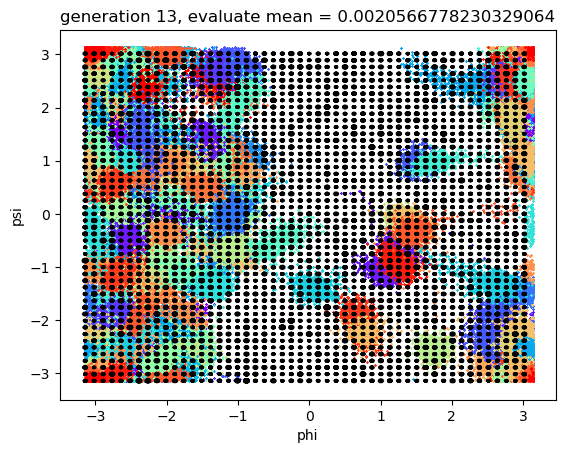 generation 13, evaluate mean = 0.0020566778230329064
3
2
1
0
−1
−2
−3
psi
−3 −2 −1 0 1 2 3
phi